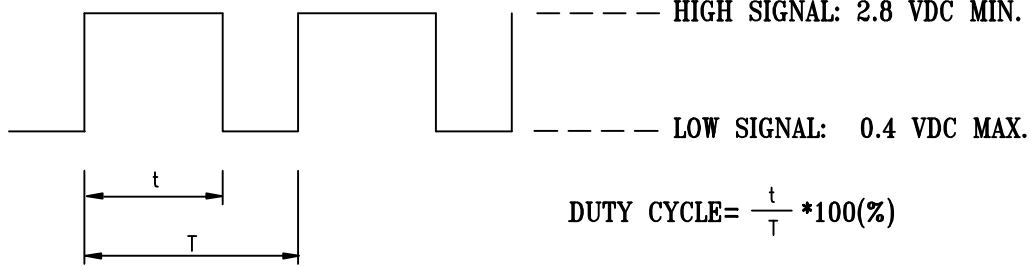 HIGH SIGNAL: 2.8 VDC MIN.
LOW SIGNAL: 0.4 VDC MAX.
t
T
DUTY CYCLE= t/T *100(%)